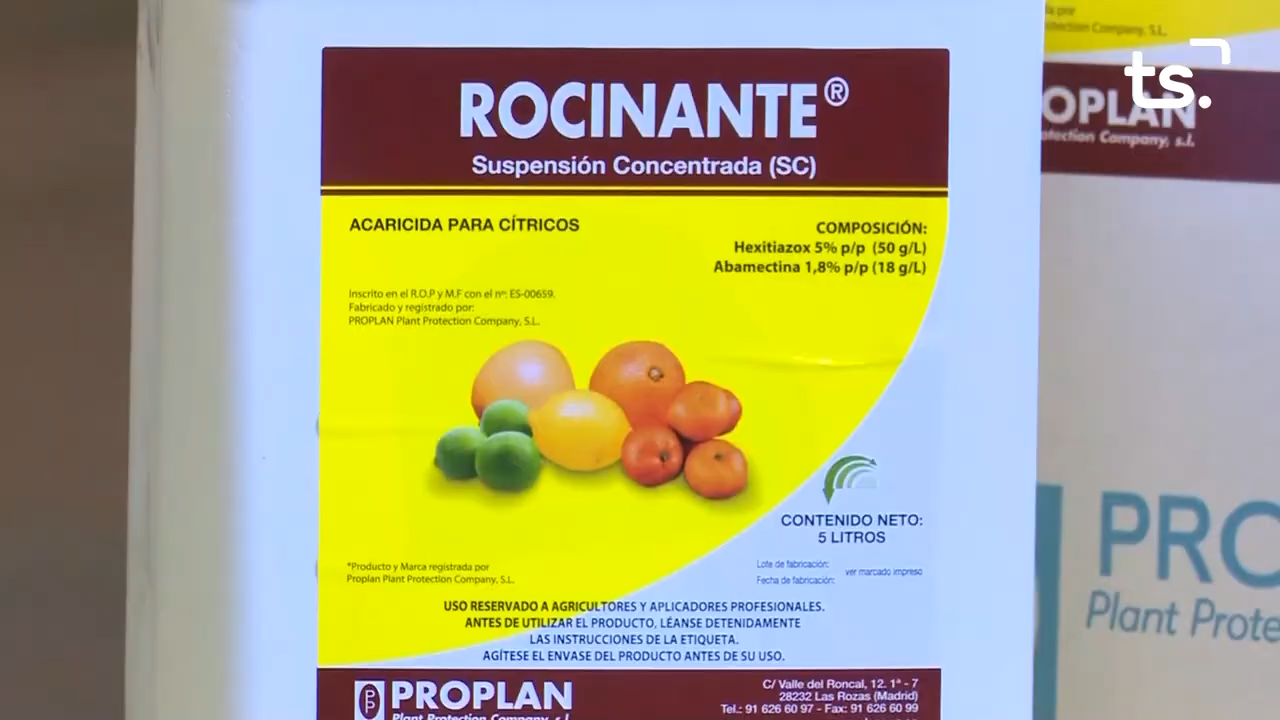 ROCINANTE®
Suspensión Concentrada (SC)
ACARICIDA PARA CÍTRICOS
COMPOSICIÓN:
Hexitiazox 5% p/p (50 g/L)
Abamectina 1,8% p/p (18 g/L)
Inscrito en el R.O.P y M.F con el nº: ES-00659.
Fabricado y registrado por:
PROPLAN Plant Protection Company, S.L.
CONTENIDO NETO:
5 LITROS
Lote de fabricación:
Fecha de fabricación:
ver marcado impreso
*Producto y Marca registrada por
Proplan Plant Protection Company, S.L.
USO RESERVADO A AGRICULTORES Y APLICADORES PROFESIONALES.
ANTES DE UTILIZAR EL PRODUCTO, LÉANSE DETENIDAMENTE
LAS INSTRUCCIONES DE LA ETIQUETA.
AGÍTESE EL ENVASE DEL PRODUCTO ANTES DE SU USO.
PROPLAN
Plant Protection Company, s.l.
C/ Valle del Roncal, 12. 1ª - 7
28232 Las Rozas (Madrid)
Tel.: 91 626 60 97 - Fax: 91 626 60 99
ts.
OPLAN
otection Company, s.l.
PRO
Plant Prote